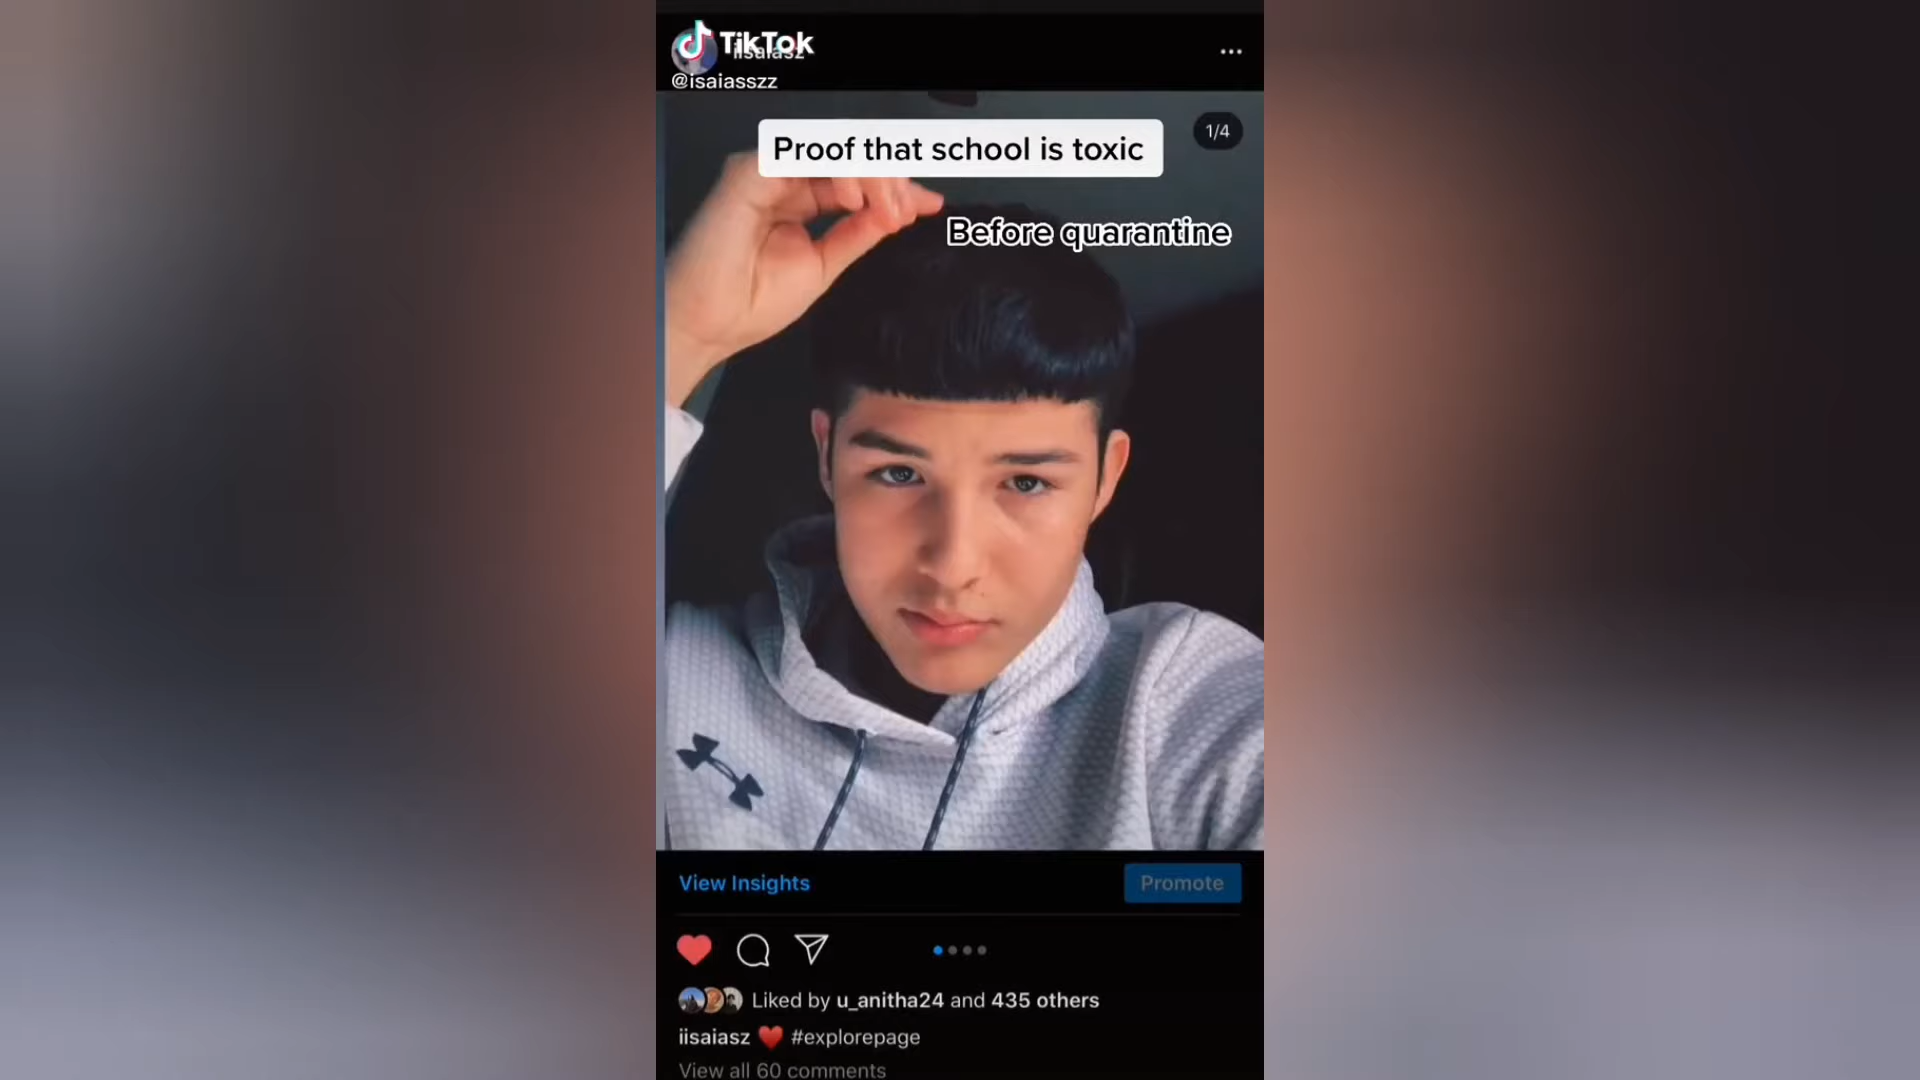 TikTok
iisaiasz
@isaiasszz
1/4
Proof that school is toxic
Before quarantine
View Insights
Promote
Liked by u_anitha24 and 435 others
iisaiasz ❤️ #explorepage
View all 60 comments